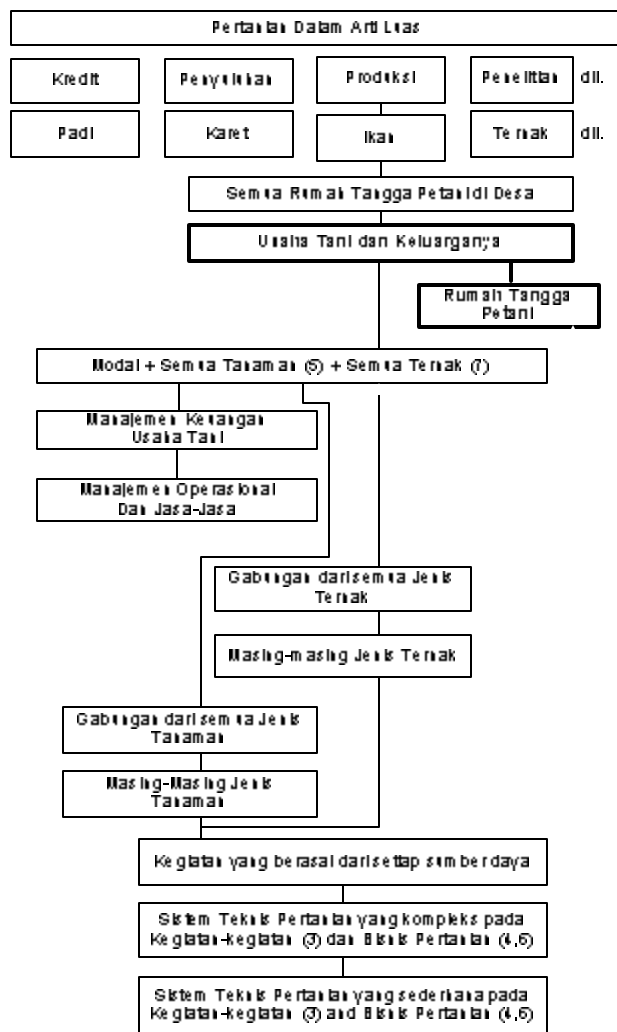 Pertanian Dalam Arti Luas
Kredit Penyuluhan Produksi Penelitian dll.
Padi Karet Ikan Ternak dll.
Semua Rumah Tangga Petani di Desa
Usaha Tani dan Keluarganya
Rumah Tangga
Petani
Modal + Semua Tanaman (5) + Semua Ternak (7)
Manajemen Keuangan
Usaha Tani
Manajemen Operasional
Dan Jasa-Jasa
Gabungan dari semua Jenis
Ternak
Masing-masing Jenis Ternak
Gabungan dari semua Jenis
Tanaman
Masing-Masing Jenis
Tanaman
Kegiatan yang berasal dari setiap sumberdaya
Sistem Teknis Pertanian yang kompleks pada
Kegiatan-kegiatan (3) dan Bisnis Pertanian (4,6)
Sistem Teknis Pertanian yang sederhana pada
Kegiatan-kegiatan (3) and Bisnis Pertanian (4,6)